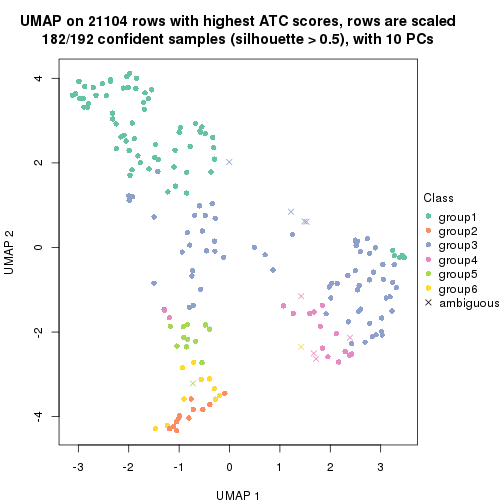 UMAP on 21104 rows with highest ATC scores, rows are scaled
182/192 confident samples (silhouette > 0.5), with 10 PCs
4
2
0
-2
-4
UMAP 2
-3
-2
-1
0
1
2
3
UMAP 1
Class
group1
group2
group3
group4
group5
group6
ambiguous